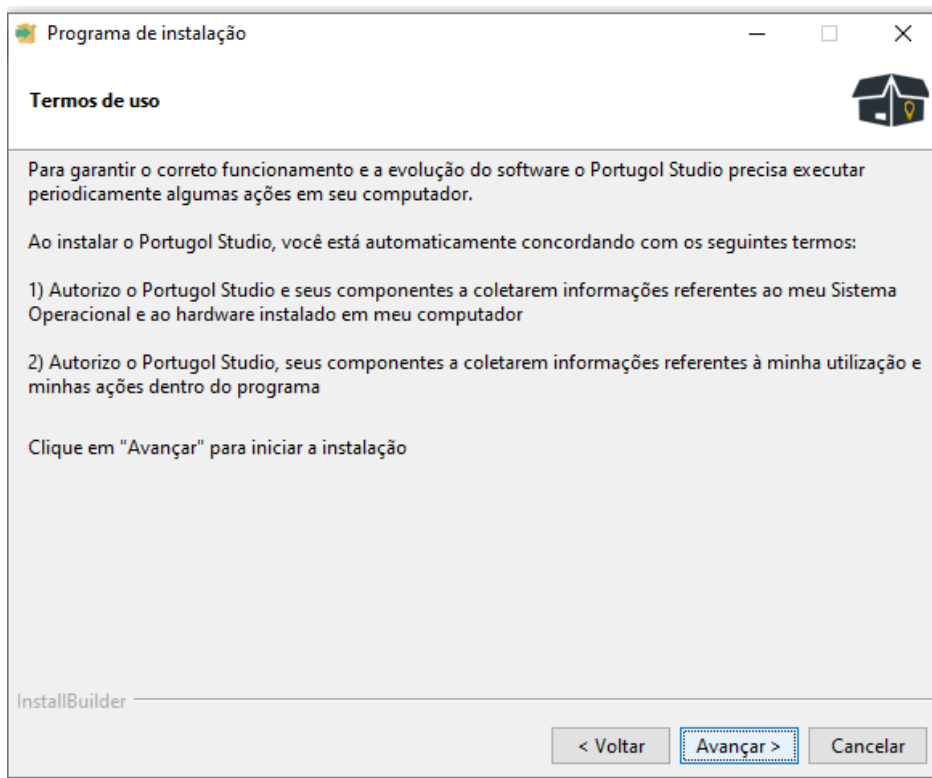 Programa de instalação
Termos de uso
Para garantir o correto funcionamento e a evolução do software o Portugol Studio precisa executar
periodicamente algumas ações em seu computador.
Ao instalar o Portugol Studio, você está automaticamente concordando com os seguintes termos:
1) Autorizo o Portugol Studio e seus componentes a coletarem informações referentes ao meu Sistema
Operacional e ao hardware instalado em meu computador
2) Autorizo o Portugol Studio, seus componentes a coletarem informações referentes à minha utilização e
minhas ações dentro do programa
Clique em "Avançar" para iniciar a instalação
InstallBuilder
< Voltar
Avançar >
Cancelar